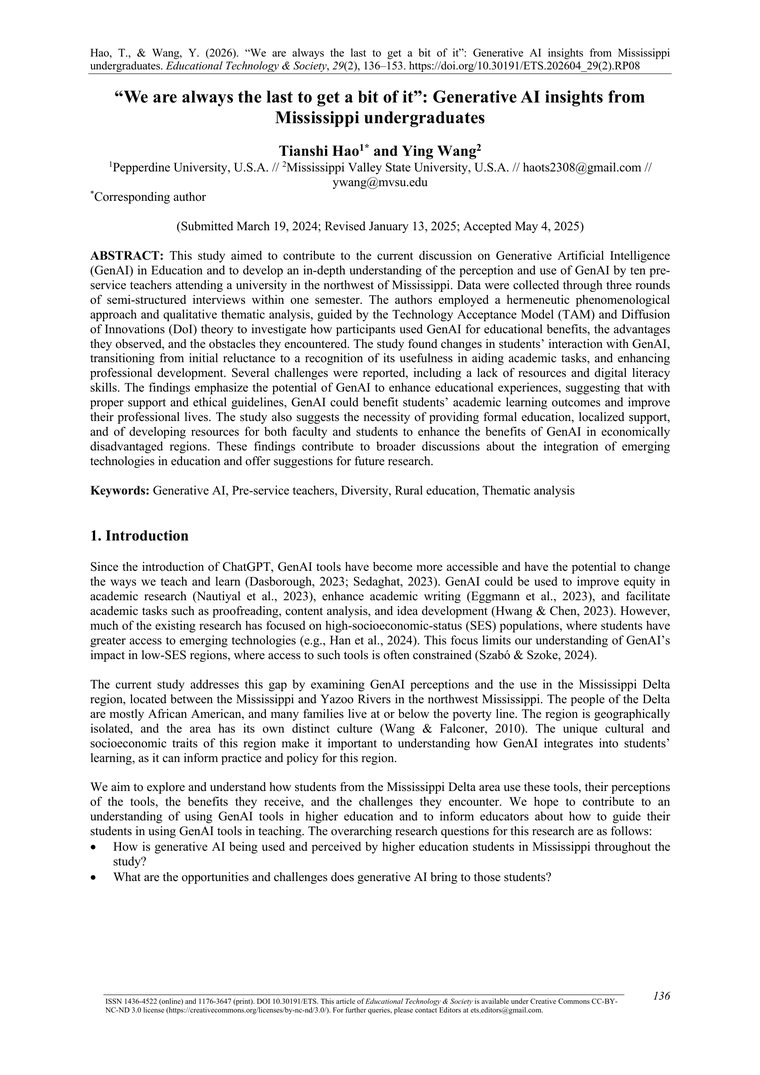 Hao, T., & Wang, Y. (2026). “We are always the last to get a bit of it”: Generative AI insights from Mississippi
undergraduates. Educational Technology & Society, 29(2), 136–153. https://doi.org/10.30191/ETS.202604_29(2).RP08
“We are always the last to get a bit of it”: Generative AI insights from
Mississippi undergraduates
Tianshi Hao1* and Ying Wang2
1Pepperdine University, U.S.A. // 2Mississippi Valley State University, U.S.A. // haots2308@gmail.com //
ywang@mvsu.edu
*Corresponding author
(Submitted March 19, 2024; Revised January 13, 2025; Accepted May 4, 2025)
ABSTRACT: This study aimed to contribute to the current discussion on Generative Artificial Intelligence
(GenAI) in Education and to develop an in-depth understanding of the perception and use of GenAI by ten pre-
service teachers attending a university in the northwest of Mississippi. Data were collected through three rounds
of semi-structured interviews within one semester. The authors employed a hermeneutic phenomenological
approach and qualitative thematic analysis, guided by the Technology Acceptance Model (TAM) and Diffusion
of Innovations (DoI) theory to investigate how participants used GenAI for educational benefits, the advantages
they observed, and the obstacles they encountered. The study found changes in students’ interaction with GenAI,
transitioning from initial reluctance to a recognition of its usefulness in aiding academic tasks, and enhancing
professional development. Several challenges were reported, including a lack of resources and digital literacy
skills. The findings emphasize the potential of GenAI to enhance educational experiences, suggesting that with
proper support and ethical guidelines, GenAI could benefit students’ academic learning outcomes and improve
their professional lives. The study also suggests the necessity of providing formal education, localized support,
and of developing resources for both faculty and students to enhance the benefits of GenAI in economically
disadvantaged regions. These findings contribute to broader discussions about the integration of emerging
technologies in education and offer suggestions for future research.
Keywords: Generative AI, Pre-service teachers, Diversity, Rural education, Thematic analysis
1. Introduction
Since the introduction of ChatGPT, GenAI tools have become more accessible and have the potential to change
the ways we teach and learn (Dasborough, 2023; Sedaghat, 2023). GenAI could be used to improve equity in
academic research (Nautiyal et al., 2023), enhance academic writing (Eggmann et al., 2023), and facilitate
academic tasks such as proofreading, content analysis, and idea development (Hwang & Chen, 2023). However,
much of the existing research has focused on high-socioeconomic-status (SES) populations, where students have
greater access to emerging technologies (e.g., Han et al., 2024). This focus limits our understanding of GenAI’s
impact in low-SES regions, where access to such tools is often constrained (Szabó & Szoke, 2024).
The current study addresses this gap by examining GenAI perceptions and the use in the Mississippi Delta
region, located between the Mississippi and Yazoo Rivers in the northwest Mississippi. The people of the Delta
are mostly African American, and many families live at or below the poverty line. The region is geographically
isolated, and the area has its own distinct culture (Wang & Falconer, 2010). The unique cultural and
socioeconomic traits of this region make it important to understanding how GenAI integrates into students’
learning, as it can inform practice and policy for this region.
We aim to explore and understand how students from the Mississippi Delta area use these tools, their perceptions
of the tools, the benefits they receive, and the challenges they encounter. We hope to contribute to an
understanding of using GenAI tools in higher education and to inform educators about how to guide their
students in using GenAI tools in teaching. The overarching research questions for this research are as follows:
• How is generative AI being used and perceived by higher education students in Mississippi throughout the
study?
• What are the opportunities and challenges does generative AI bring to those students?
136
ISSN 1436-4522 (online) and 1176-3647 (print). DOI 10.30191/ETS. This article of Educational Technology & Society is available under Creative Commons CC-BY-
NC-ND 3.0 license (https://creativecommons.org/licenses/by-nc-nd/3.0/). For further queries, please contact Editors at ets.editors@gmail.com.